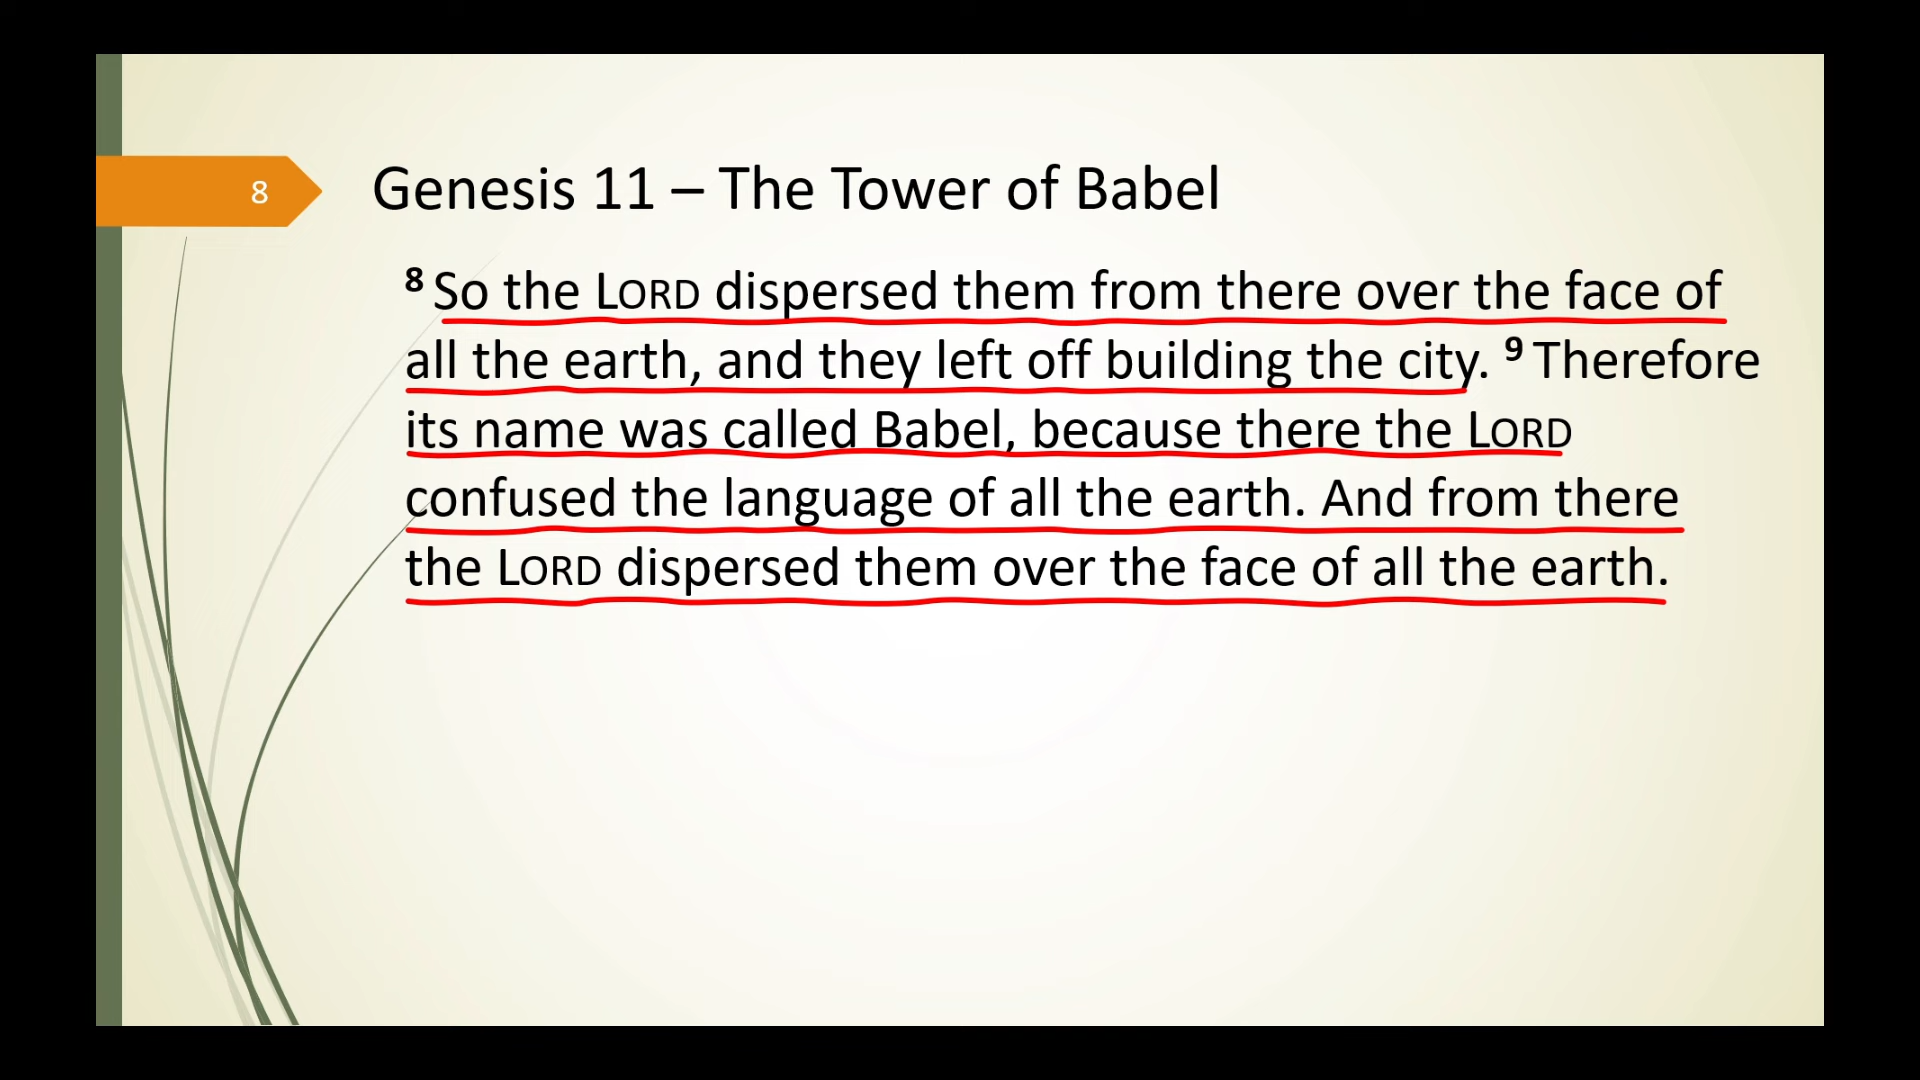 8
Genesis 11 – The Tower of Babel
8 So the LORD dispersed them from there over the face of
all the earth, and they left off building the city. 9 Therefore
its name was called Babel, because there the LORD
confused the language of all the earth. And from there
the LORD dispersed them over the face of all the earth.